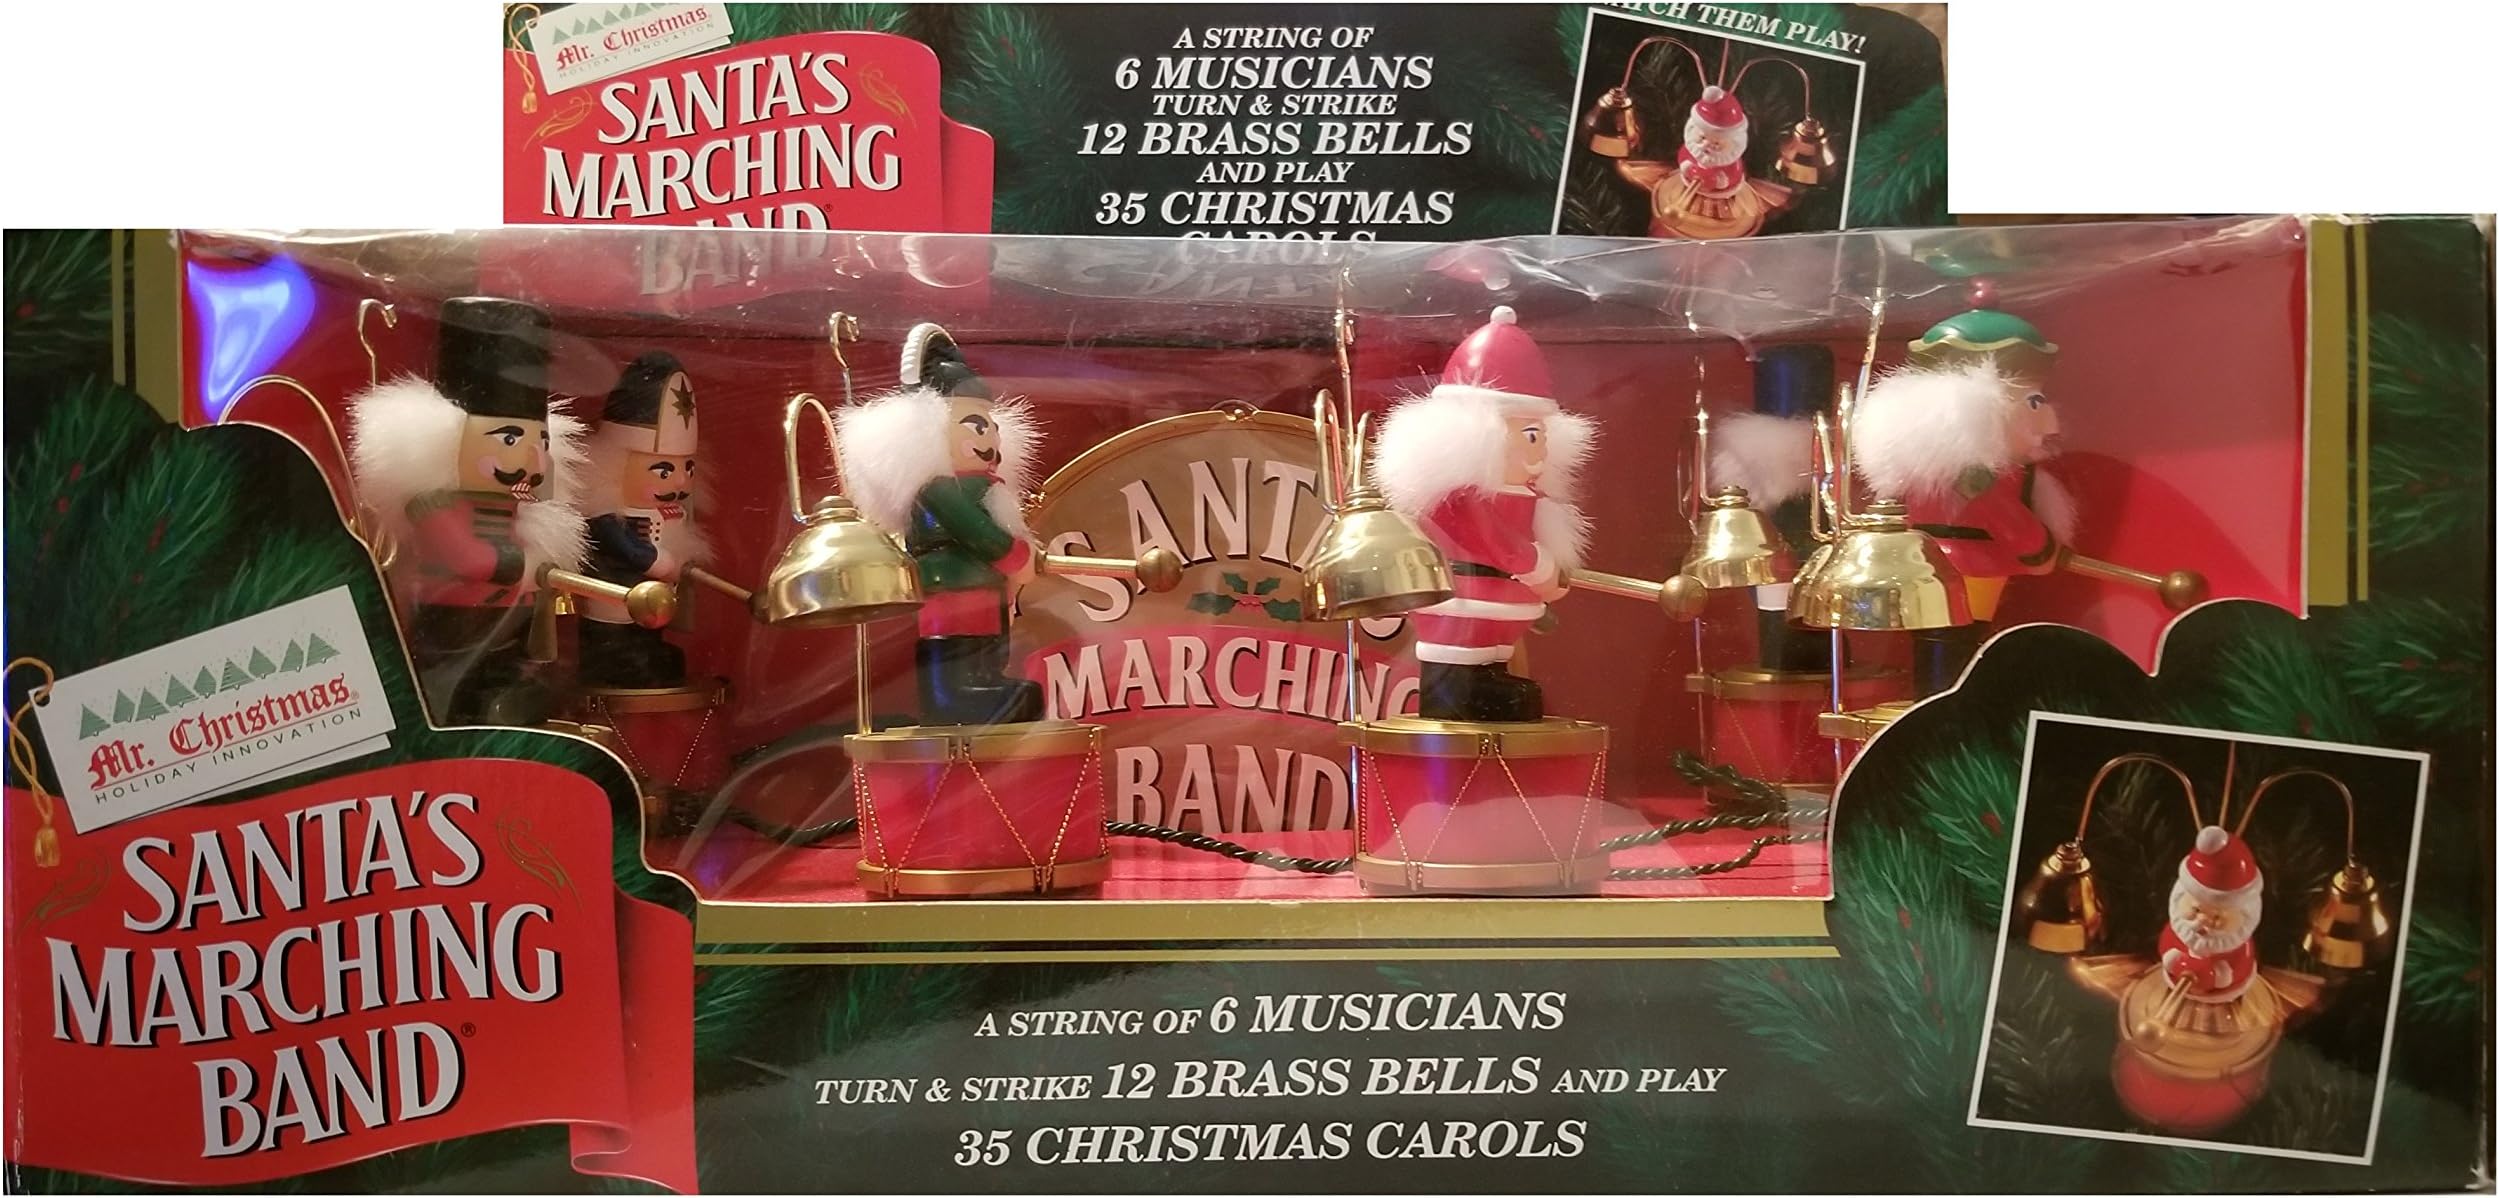 Mr. Christmas
HOLIDAY INNOVATION
SANTA'S
MARCHING
BAND®
A STRING OF
6 MUSICIANS
TURN & STRIKE
12 BRASS BELLS
AND PLAY
35 CHRISTMAS
CAROLS
THEM PLAY!
SANTA'S
MARCHING
BAND
Mr. Christmas®
HOLIDAY INNOVATION
SANTA'S
MARCHING
BAND®
A STRING OF 6 MUSICIANS
TURN & STRIKE 12 BRASS BELLS AND PLAY
35 CHRISTMAS CAROLS